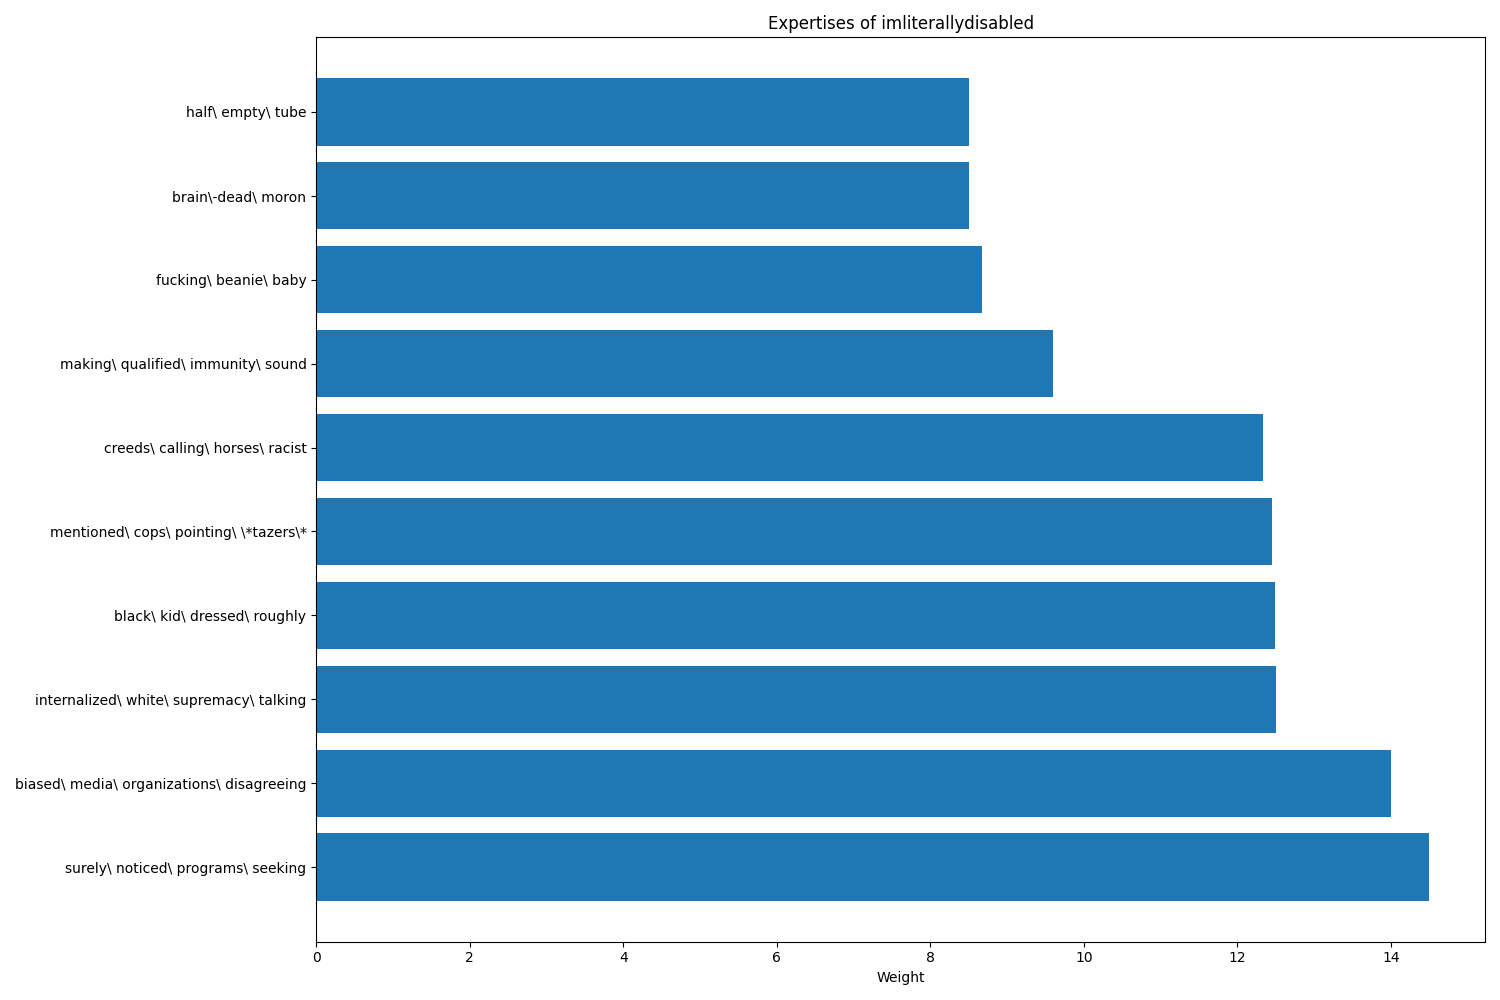 Expertises of imliterallydisabled
half\ empty\ tube
brain\-dead\ moron
fucking\ beanie\ baby
making\ qualified\ immunity\ sound
creeds\ calling\ horses\ racist
mentioned\ cops\ pointing\ \*tazers\*
black\ kid\ dressed\ roughly
internalized\ white\ supremacy\ talking
biased\ media\ organizations\ disagreeing
surely\ noticed\ programs\ seeking
0 2 4 6 8 10 12 14
Weight